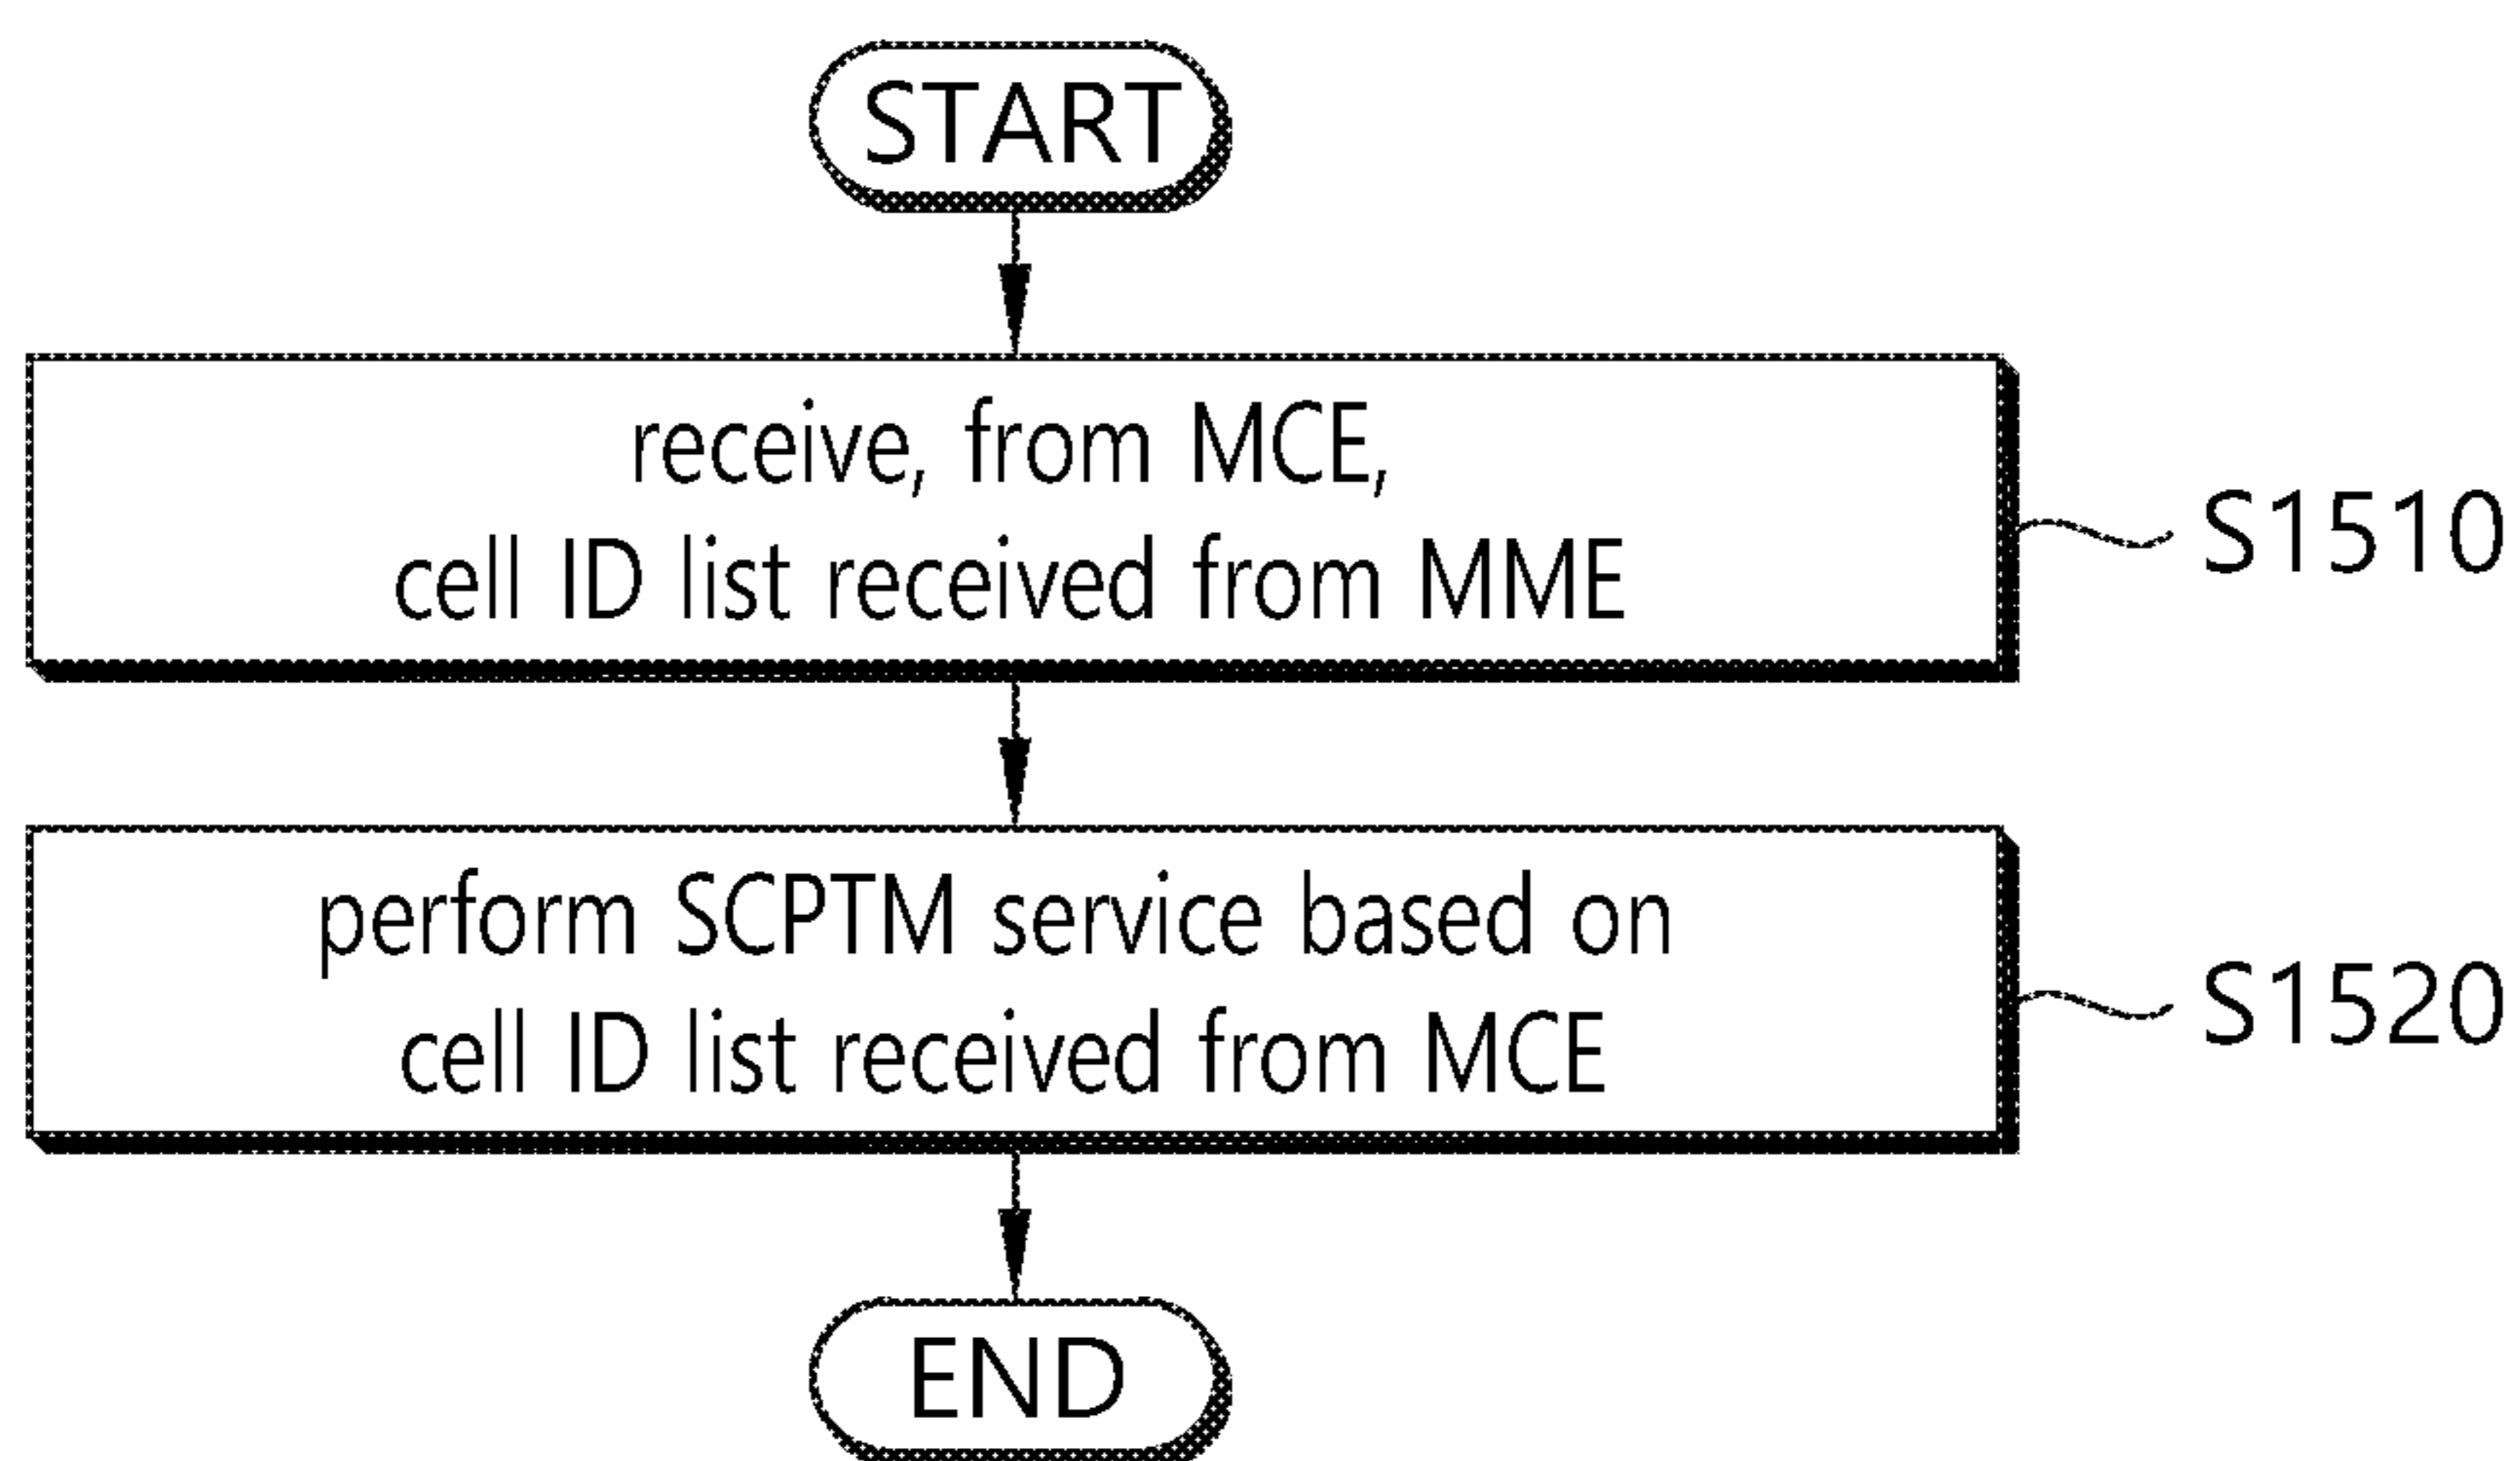 START
receive, from MCE,
cell ID list received from MME
S1510
perform SCPTM service based on
cell ID list received from MCE
S1520
END